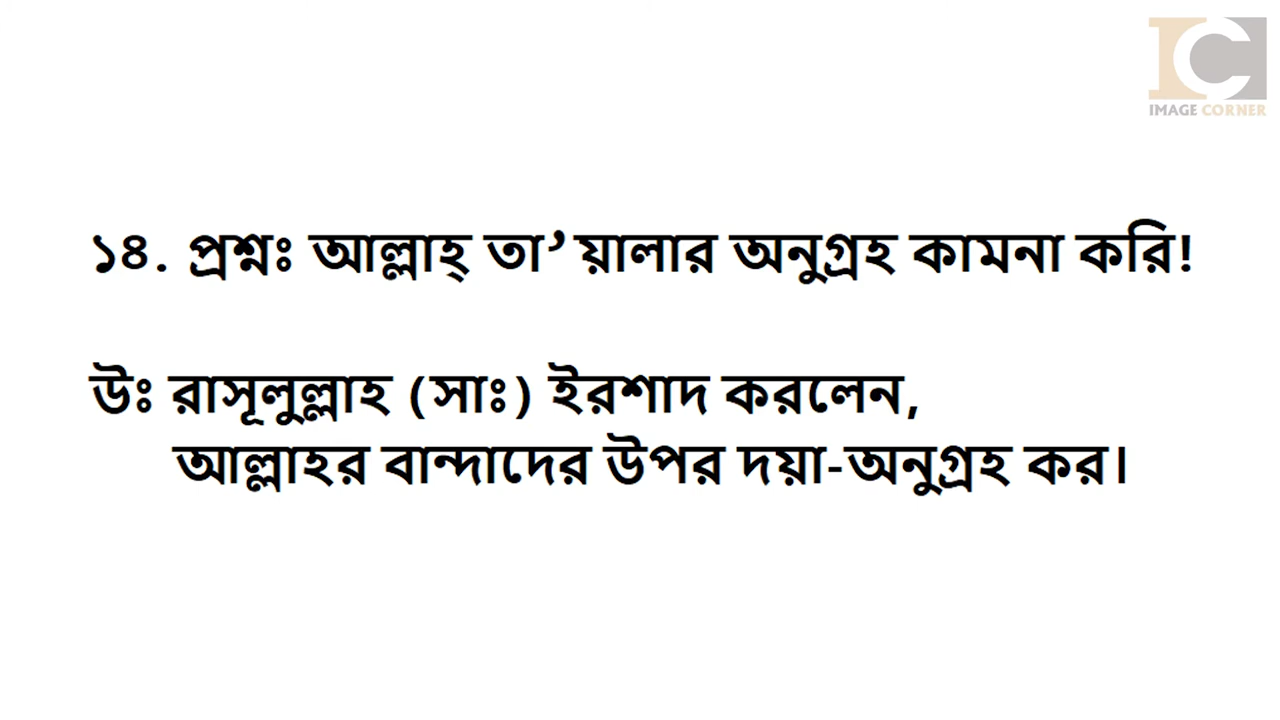 IMAGE CORNER
১৪. প্রশ্নঃ আল্লাহ্ তা’য়ালার অনুগ্রহ কামনা করি!
উঃ রাসূলুল্লাহ (সাঃ) ইরশাদ করলেন,
আল্লাহর বান্দাদের উপর দয়া-অনুগ্রহ কর।